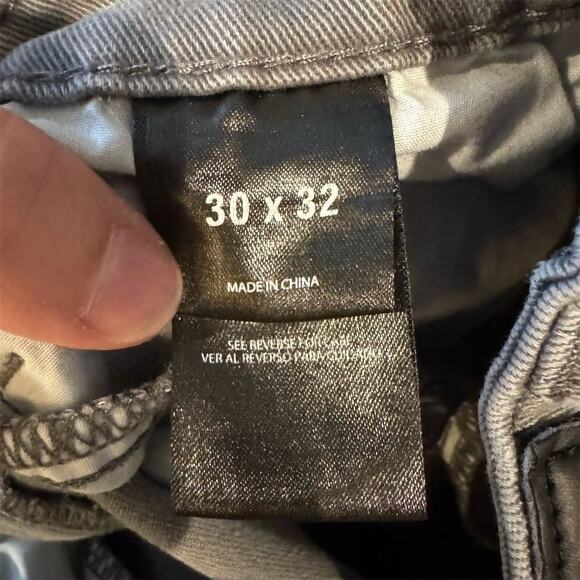 30 x 32
MADE IN CHINA
SEE REVERSE FOR CARE
VER AL REVERSO PARA CUIDADO